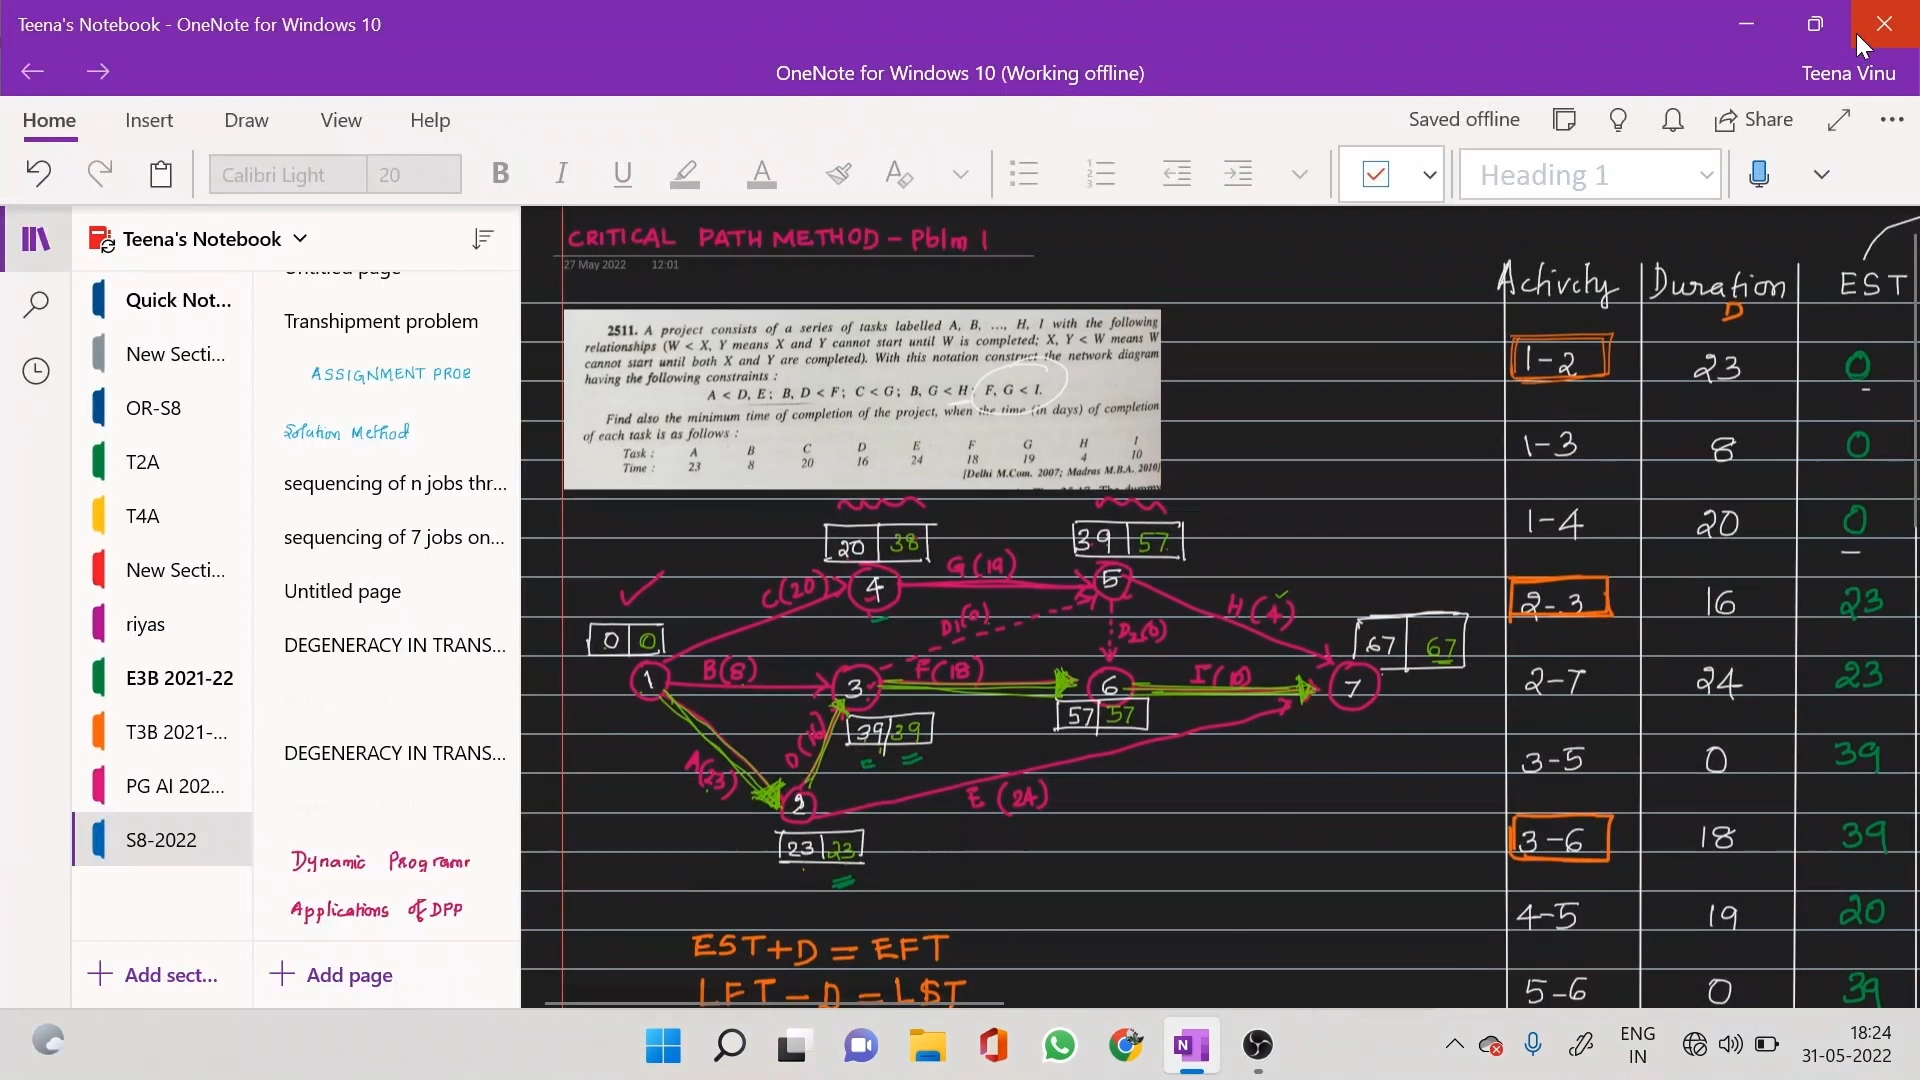 Teena's Notebook - OneNote for Windows 10
OneNote for Windows 10 (Working offline)
Teena Vinu
Home Insert Draw View Help
Saved offline
Share
Calibri Light 20
B I U A A
Heading 1
Teena's Notebook
Quick Not...
New Secti...
OR-S8
T2A
T4A
New Secti...
riyas
E3B 2021-22
T3B 2021-...
PG AI 202...
S8-2022
Add sect...
Untitled page
Transhipment problem
ASSIGNMENT PROB
Solution Method
sequencing of n jobs thr...
sequencing of 7 jobs on...
Untitled page
DEGENERACY IN TRANS...
DEGENERACY IN TRANS...
Dynamic Programr
Applications of DPP
Add page
CRITICAL PATH METHOD - Pblm 1
27 May 2022 12:01
2511. A project consists of a series of tasks labelled A, B, ..., H, I with the following
relationships (W < X, Y means X and Y cannot start until W is completed; X, Y < W means W
cannot start until both X and Y are completed). With this notation construct the network diagram
having the following constraints :
A < D, E; B, D < F; C < G; B, G < H; F, G < I.
Find also the minimum time of completion of the project, when the time (in days) of completion
of each task is as follows :
Task : A B C D E F G H I
Time : 23 8 20 16 24 18 19 4 10
[Delhi M.Com. 2007; Madras M.B.A. 2010]
20 38
39 57
C(20) 4 G(19) 5
D1(0) H(4)
0 0
D2(0)
67 67
1 B(8) 3 F(18) 6 I(10) 7
39 39
57 57
A(23) D(16)
2 E (24)
23 23
EST+D = EFT
LFT - D = LST
Activity Duration EST
D
1-2 23 0
1-3 8 0
1-4 20 0
2-3 16 23
2-7 24 23
3-5 0 39
3-6 18 39
4-5 19 20
5-6 0 39
ENG
IN
18:24
31-05-2022